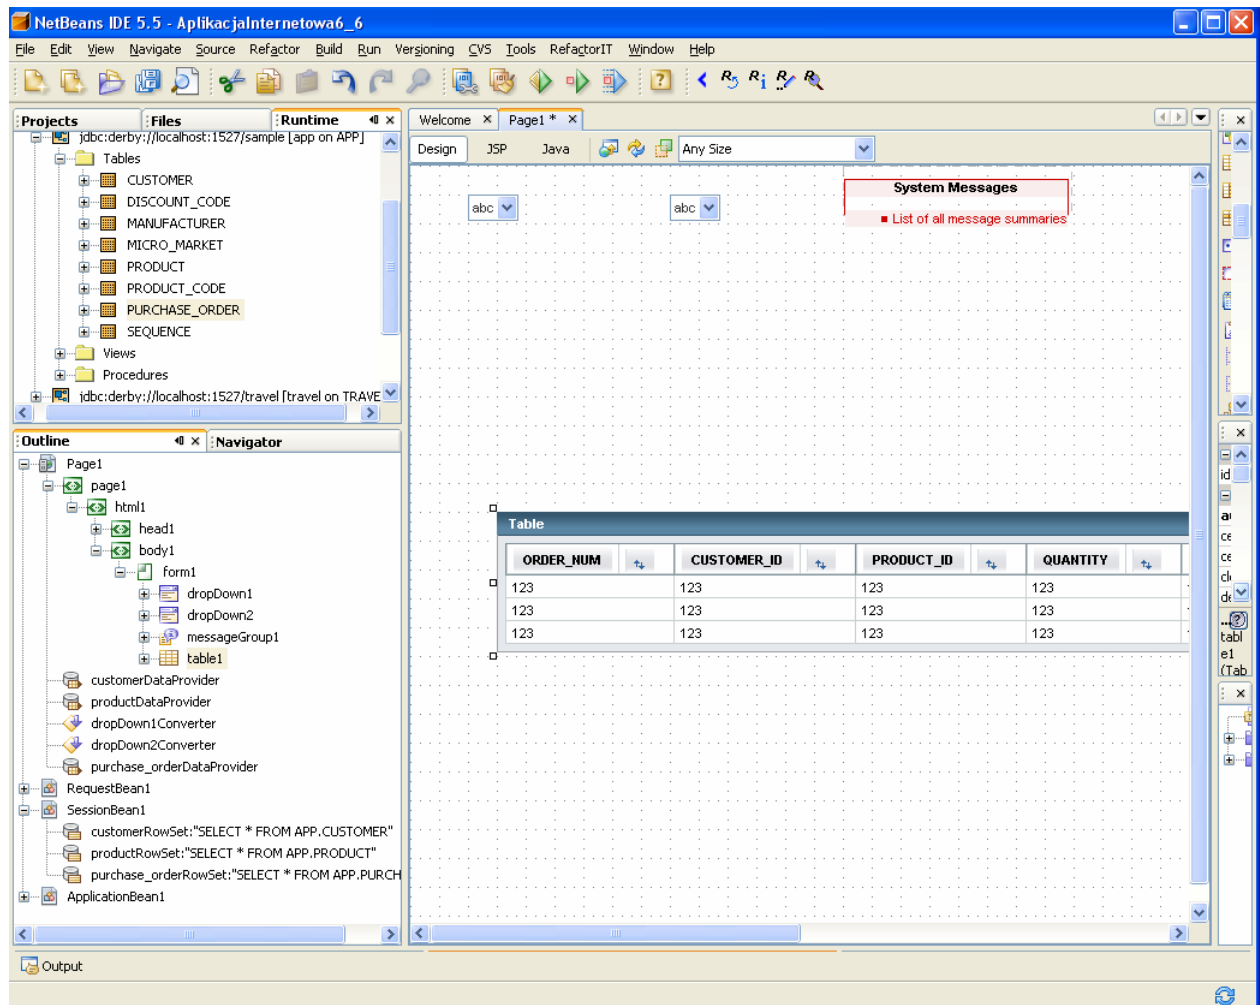 NetBeans IDE 5.5 - AplikacjaInternetowa6_6
File Edit View Navigate Source Refactor Build Run Versioning CVS Tools RefactorIT Window Help
Projects Files Runtime
jdbc:derby://localhost:1527/sample [app on APP]
Tables
CUSTOMER
DISCOUNT_CODE
MANUFACTURER
MICRO_MARKET
PRODUCT
PRODUCT_CODE
PURCHASE_ORDER
SEQUENCE
Views
Procedures
jdbc:derby://localhost:1527/travel [travel on TRAVE
Outline Navigator
Page1
page1
html1
head1
body1
form1
dropDown1
dropDown2
messageGroup1
table1
customerDataProvider
productDataProvider
dropDown1Converter
dropDown2Converter
purchase_orderDataProvider
RequestBean1
SessionBean1
customerRowSet:"SELECT * FROM APP.CUSTOMER"
productRowSet:"SELECT * FROM APP.PRODUCT"
purchase_orderRowSet:"SELECT * FROM APP.PURCH
ApplicationBean1
Welcome Page1 *
Design JSP Java Any Size
abc abc
System Messages
List of all message summaries
Table
ORDER_NUM CUSTOMER_ID PRODUCT_ID QUANTITY
123 123 123 123
123 123 123 123
123 123 123 123
id
ce
ce
...
tabl
e1
(Tab
Output